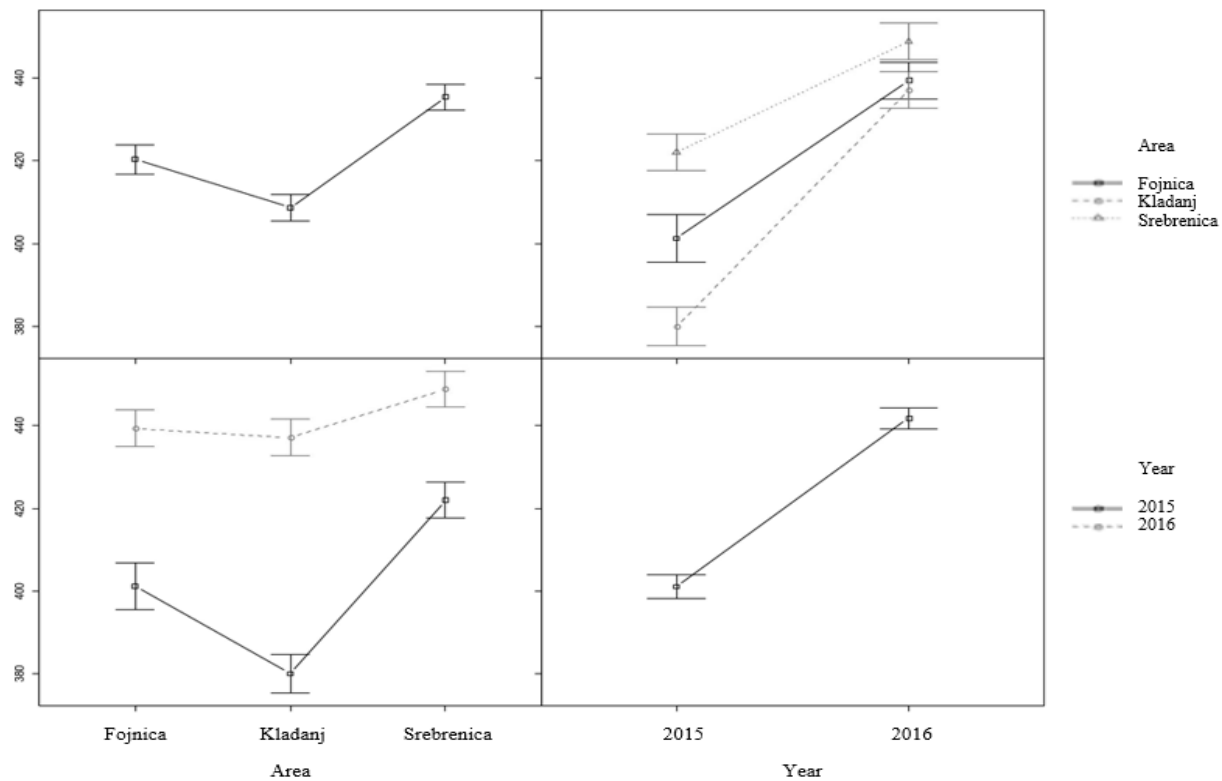 440
420
400
380
Area
Fojnica
Kladanj
Srebrenica
440
420
400
380
Year
2015
2016
Fojnica Kladanj Srebrenica 2015 2016
Area Year